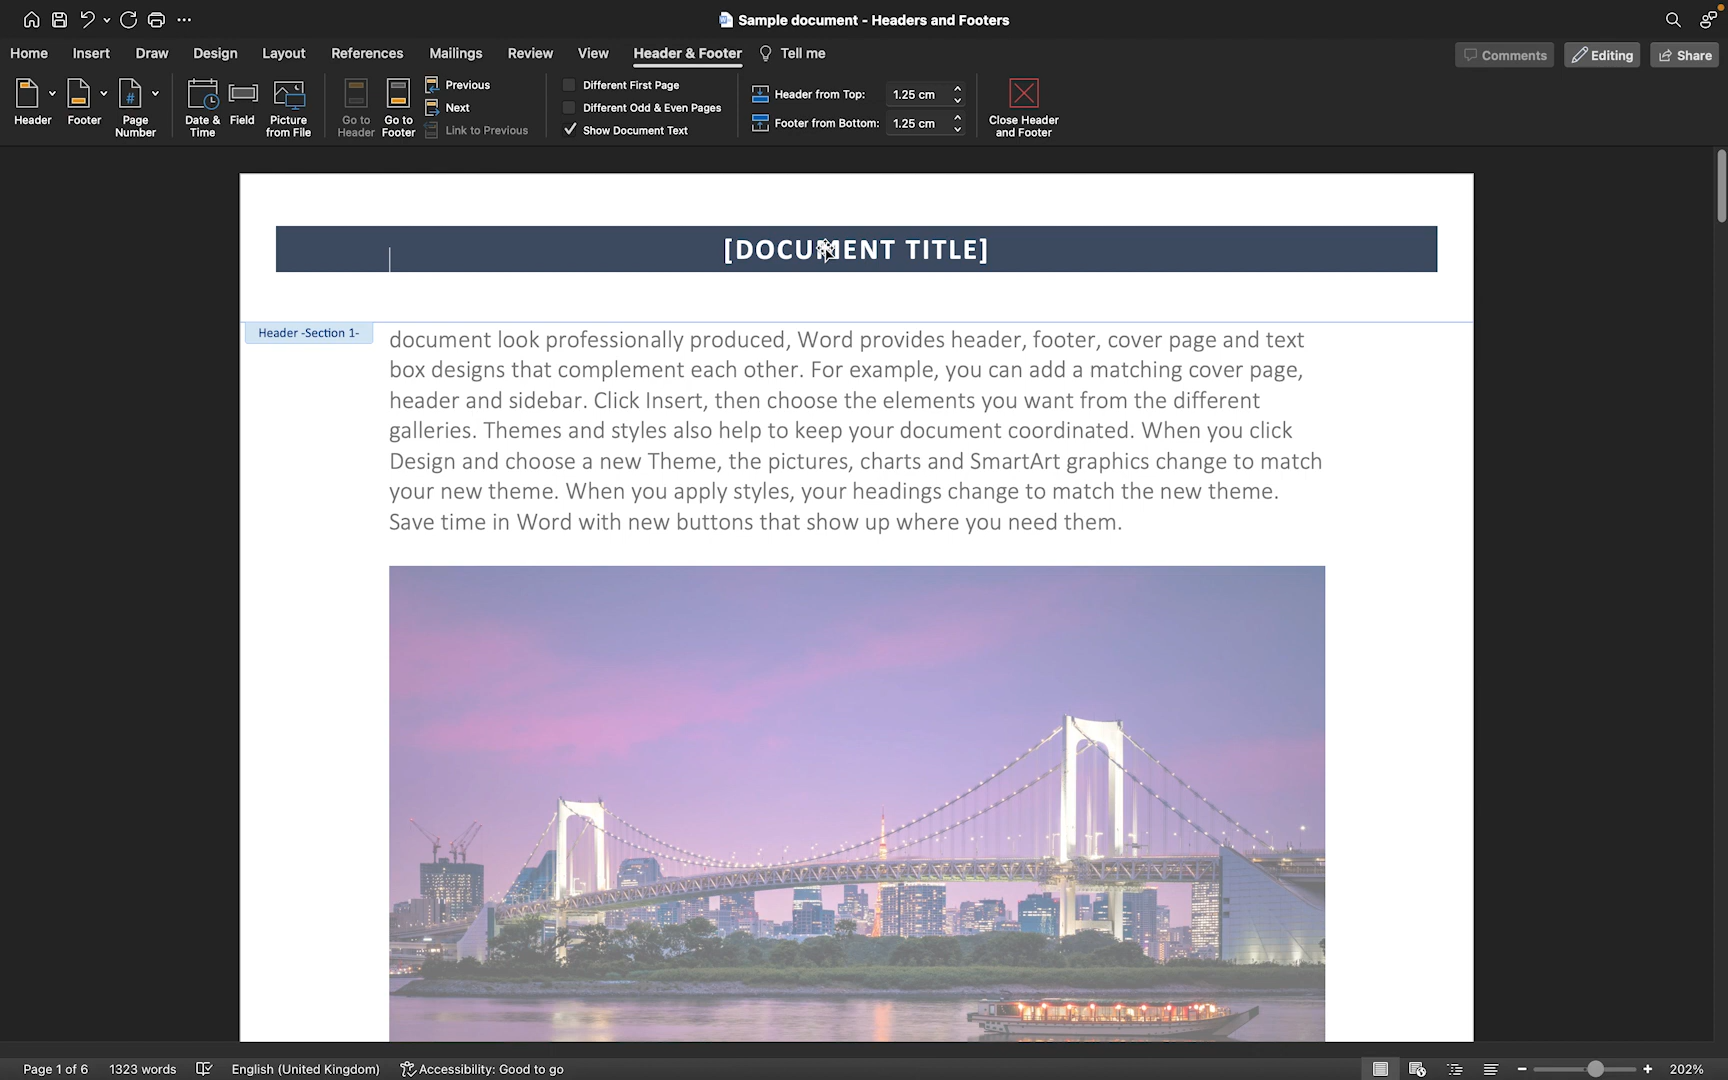 Sample document - Headers and Footers
Home Insert Draw Design Layout References Mailings Review View Header & Footer Tell me
Comments Editing Share
Header Footer Page Number
Date & Time Field Picture from File
Go to Header Go to Footer
Previous
Next
Link to Previous
Different First Page
Different Odd & Even Pages
Show Document Text
Header from Top: 1.25 cm
Footer from Bottom: 1.25 cm
Close Header and Footer
[DOCUMENT TITLE]
Header -Section 1-
document look professionally produced, Word provides header, footer, cover page and text
box designs that complement each other. For example, you can add a matching cover page,
header and sidebar. Click Insert, then choose the elements you want from the different
galleries. Themes and styles also help to keep your document coordinated. When you click
Design and choose a new Theme, the pictures, charts and SmartArt graphics change to match
your new theme. When you apply styles, your headings change to match the new theme.
Save time in Word with new buttons that show up where you need them.
Page 1 of 6 1323 words English (United Kingdom) Accessibility: Good to go 202%